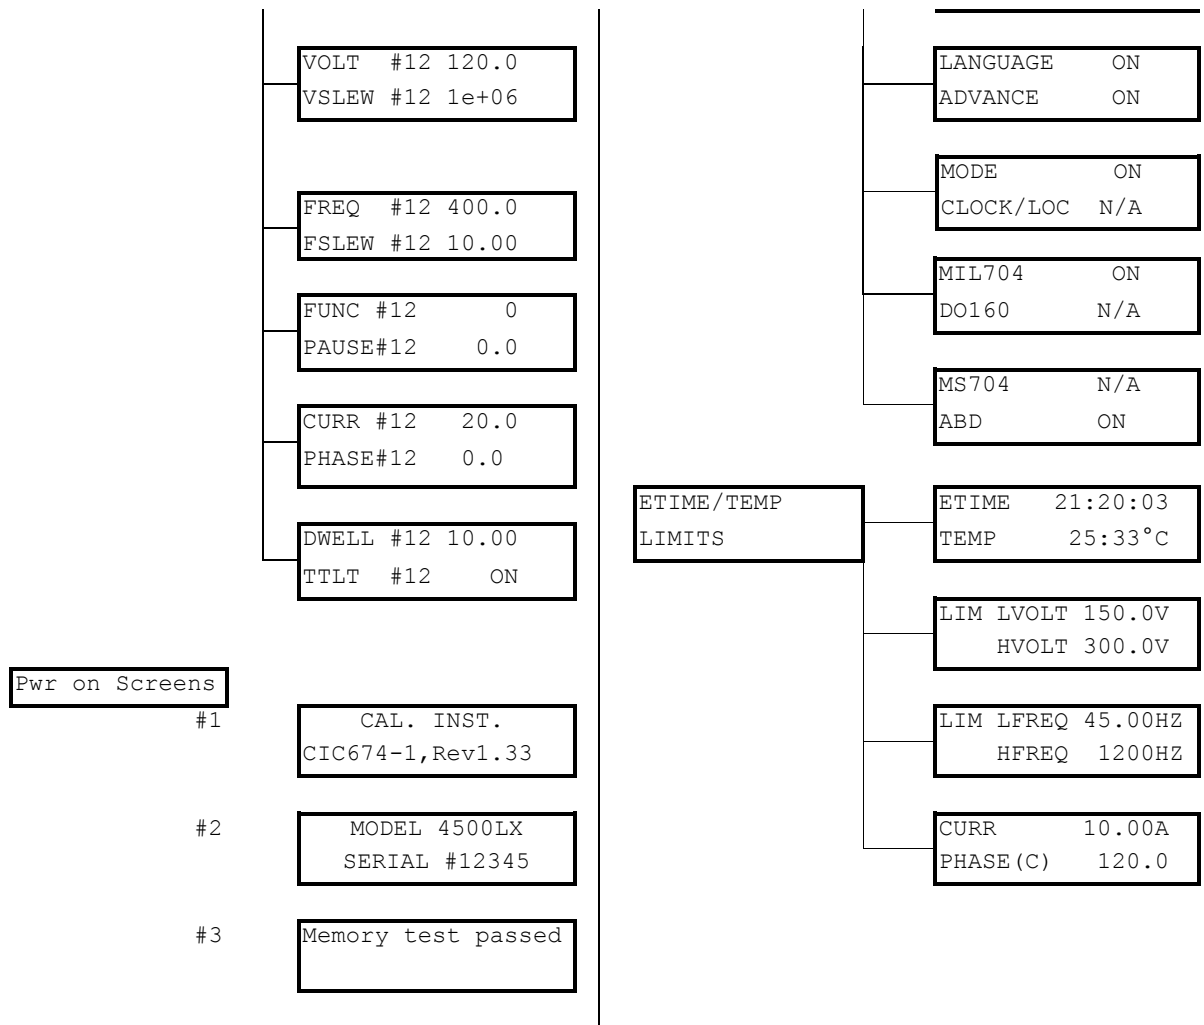 VOLT  #12 120.0
VSLEW #12 1e+06
FREQ  #12 400.0
FSLEW #12 10.00
FUNC #12      0
PAUSE#12    0.0
CURR #12   20.0
PHASE#12   0.0
DWELL #12 10.00
TTLT  #12    ON
Pwr on Screens
#1
CAL. INST.
CIC674-1,Rev1.33
#2
MODEL 4500LX
SERIAL #12345
#3
Memory test passed
LANGUAGE    ON
ADVANCE     ON
MODE        ON
CLOCK/LOC  N/A
MIL704      ON
DO160      N/A
MS704      N/A
ABD        ON
ETIME/TEMP
LIMITS
ETIME   21:20:03
TEMP     25:33°C
LIM LVOLT 150.0V
HVOLT 300.0V
LIM LFREQ 45.00HZ
HFREQ  1200HZ
CURR      10.00A
PHASE(C)   120.0